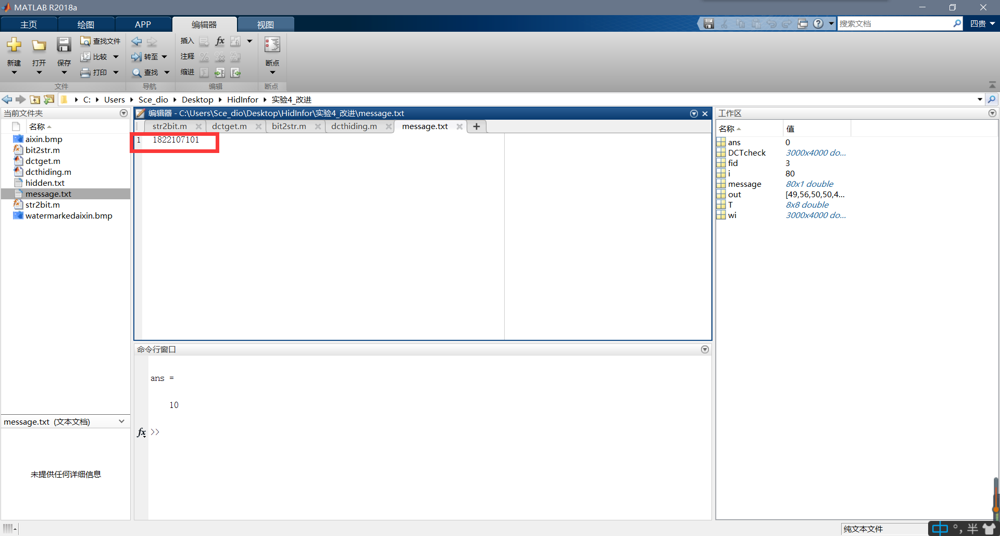 MATLAB R2018a
主页 绘图 APP 编辑器 视图
搜索文档 四贵
新建 打开 保存
查找文件
比较
打印
转至
查找
插入 fx
注释
缩进
断点
文件 导航 编辑 断点
C: Users Sce_dio Desktop HidInfor 实验4_改进
当前文件夹
名称
aixin.bmp
bit2str.m
dctget.m
dcthiding.m
hidden.txt
message.txt
str2bit.m
watermarkedaixin.bmp
message.txt (文本文档)
未提供任何详细信息
编辑器 - C:\Users\Sce_dio\Desktop\HidInfor\实验4_改进\message.txt
str2bit.m dctget.m bit2str.m dcthiding.m message.txt
1 1822107101
命令行窗口
ans =
10
fx >>
工作区
名称 值
ans 0
DCTcheck 3000x4000 do...
fid 3
i 80
message 80x1 double
out [49,56,50,50,4...
T 8x8 double
wi 3000x4000 do...
纯文本文件
中 °, 半